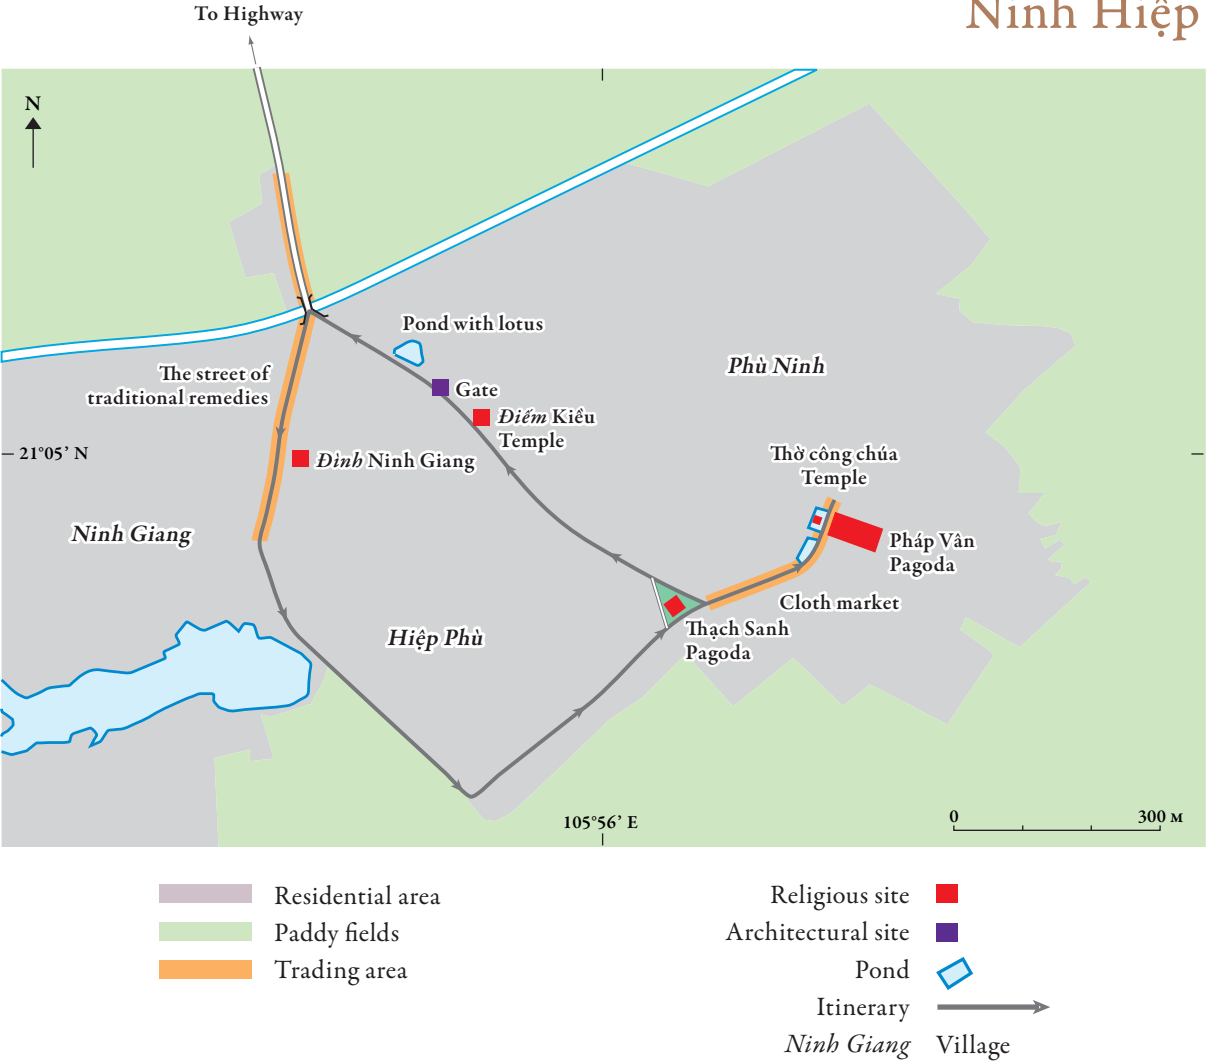 To Highway
Ninh Hiệp
N
Pond with lotus
The street of
traditional remedies
Phù Ninh
Gate
Điếm Kiều
Temple
21°05’ N
Đình Ninh Giang
Thờ công chúa
Temple
Ninh Giang
Pháp Vân
Pagoda
Cloth market
Hiệp Phù
Thạch Sanh
Pagoda
105°56’ E
0
300 M
Residential area
Paddy fields
Trading area
Religious site
Architectural site
Pond
Itinerary
Ninh Giang Village